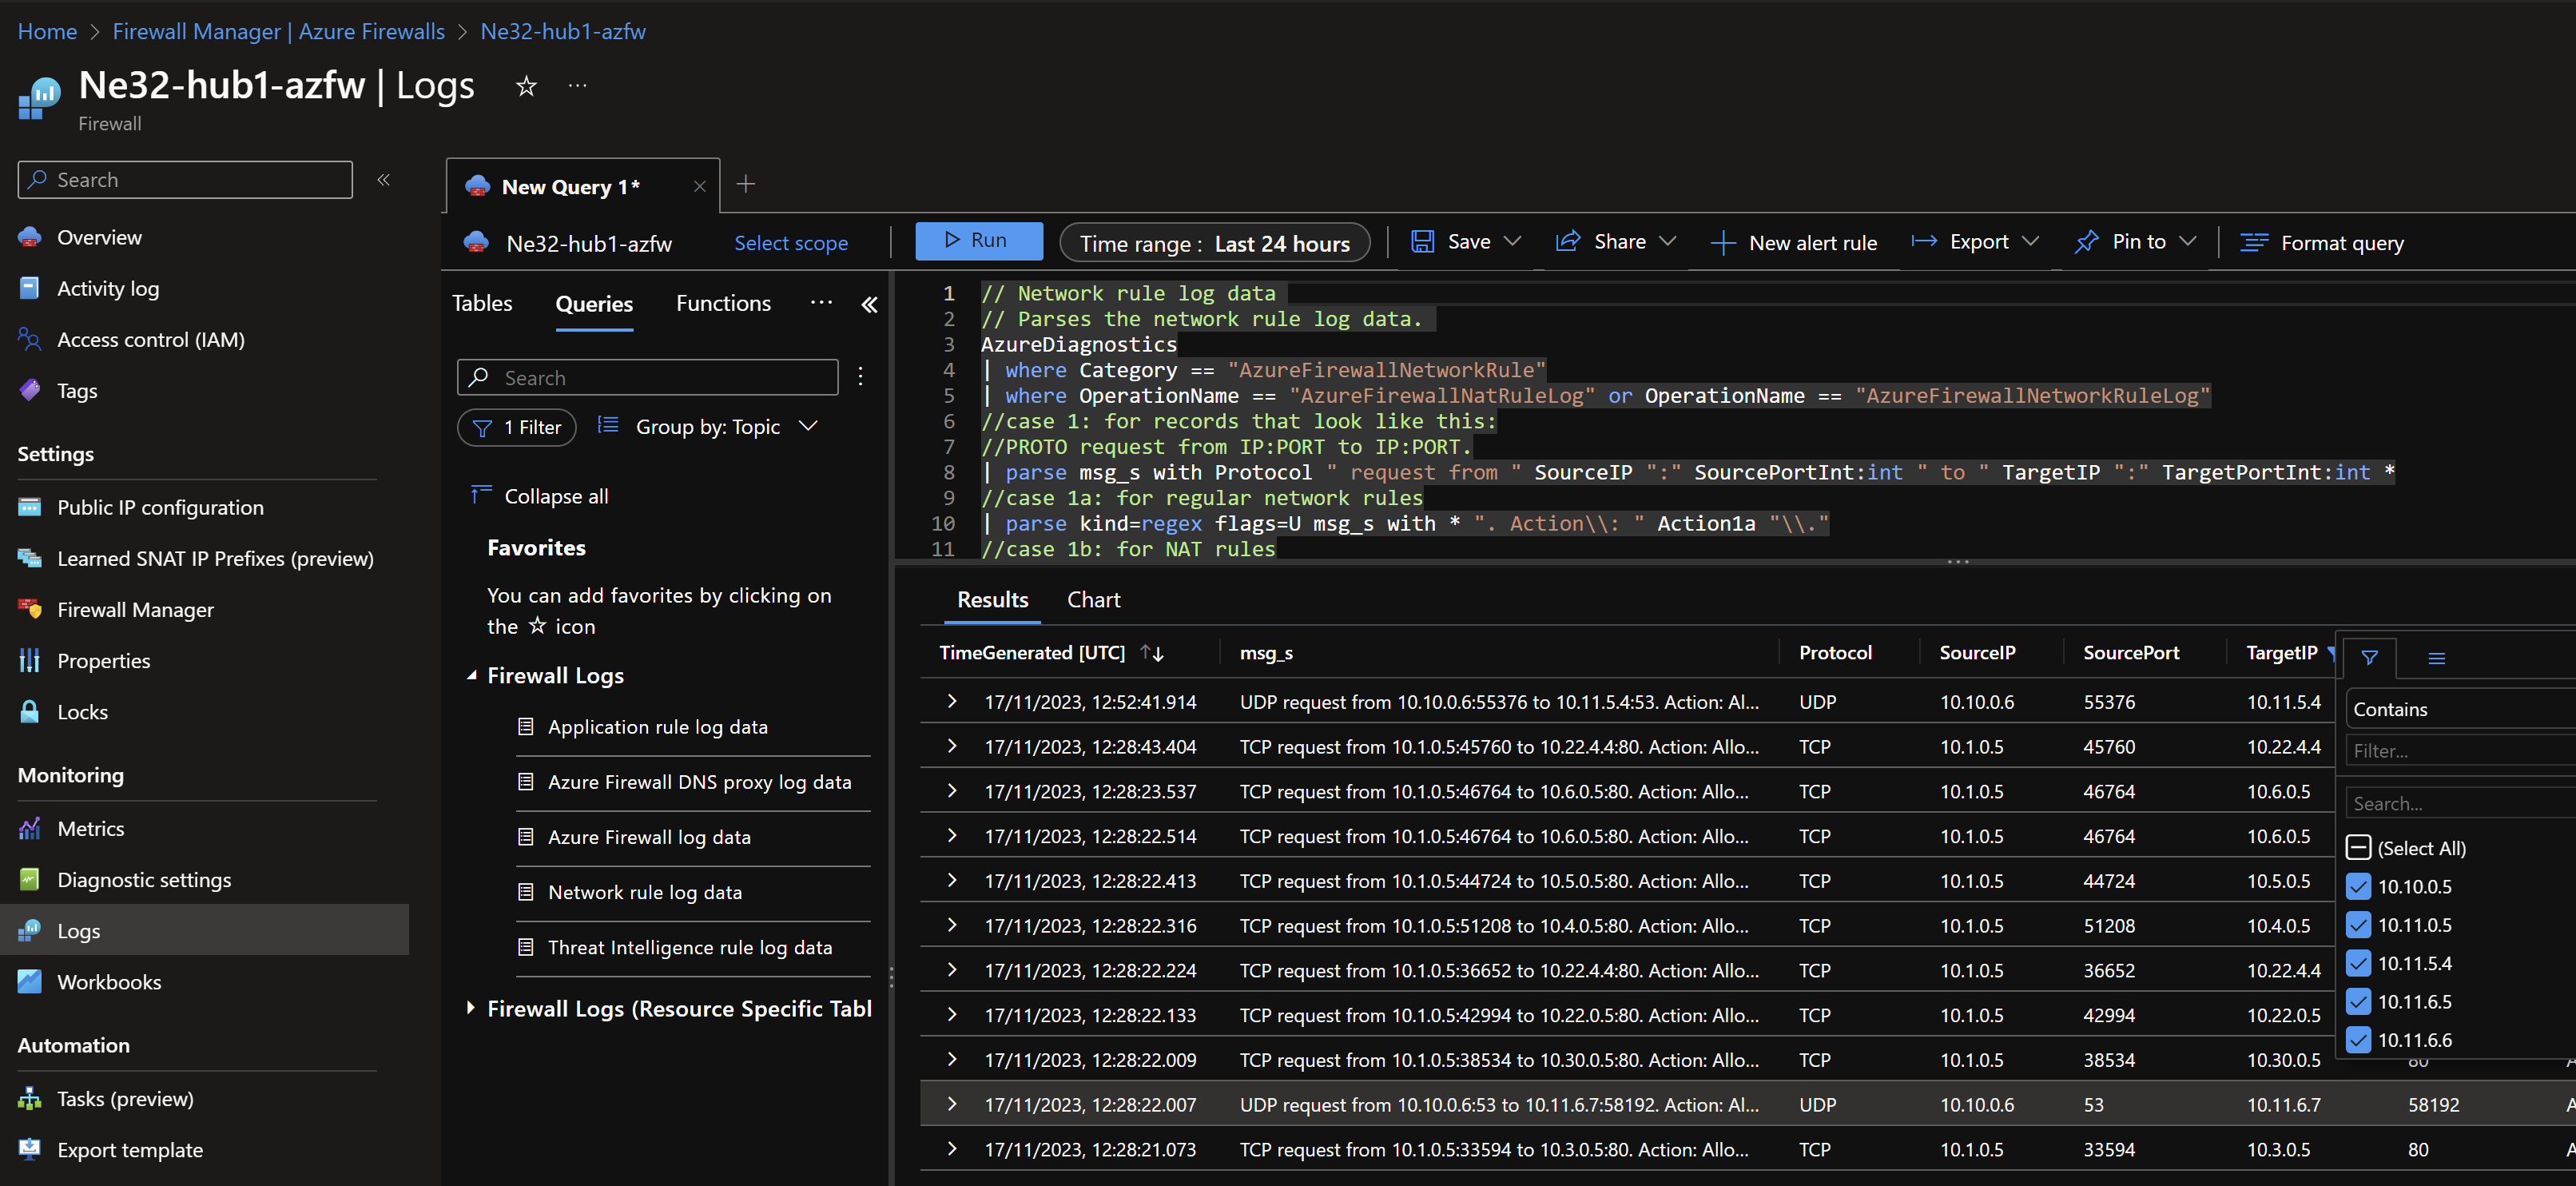 Home > Firewall Manager | Azure Firewalls > Ne32-hub1-azfw
Ne32-hub1-azfw | Logs
Firewall
Search
Overview
Activity log
Access control (IAM)
Tags
Settings
Public IP configuration
Learned SNAT IP Prefixes (preview)
Firewall Manager
Properties
Locks
Monitoring
Metrics
Diagnostic settings
Logs
Workbooks
Automation
Tasks (preview)
Export template
New Query 1*
Ne32-hub1-azfw Select scope Run Time range : Last 24 hours Save Share New alert rule Export Pin to Format query
Tables Queries Functions
Search
1 Filter Group by: Topic
Collapse all
Favorites
You can add favorites by clicking on
the ☆ icon
Firewall Logs
Application rule log data
Azure Firewall DNS proxy log data
Azure Firewall log data
Network rule log data
Threat Intelligence rule log data
Firewall Logs (Resource Specific Tabl
1 // Network rule log data
2 // Parses the network rule log data.
3 AzureDiagnostics
4 | where Category == "AzureFirewallNetworkRule"
5 | where OperationName == "AzureFirewallNatRuleLog" or OperationName == "AzureFirewallNetworkRuleLog"
6 //case 1: for records that look like this:
7 //PROTO request from IP:PORT to IP:PORT.
8 | parse msg_s with Protocol " request from " SourceIP ":" SourcePortInt:int " to " TargetIP ":" TargetPortInt:int *
9 //case 1a: for regular network rules
10 | parse kind=regex flags=U msg_s with * ". Action\\: " Action1a "\\."
11 //case 1b: for NAT rules
Results Chart
TimeGenerated [UTC] msg_s Protocol SourceIP SourcePort TargetIP
17/11/2023, 12:52:41.914 UDP request from 10.10.0.6:55376 to 10.11.5.4:53. Action: Al... UDP 10.10.0.6 55376 10.11.5.4
17/11/2023, 12:28:43.404 TCP request from 10.1.0.5:45760 to 10.22.4.4:80. Action: Allo... TCP 10.1.0.5 45760 10.22.4.4
17/11/2023, 12:28:23.537 TCP request from 10.1.0.5:46764 to 10.6.0.5:80. Action: Allo... TCP 10.1.0.5 46764 10.6.0.5
17/11/2023, 12:28:22.514 TCP request from 10.1.0.5:46764 to 10.6.0.5:80. Action: Allo... TCP 10.1.0.5 46764 10.6.0.5
17/11/2023, 12:28:22.413 TCP request from 10.1.0.5:44724 to 10.5.0.5:80. Action: Allo... TCP 10.1.0.5 44724 10.5.0.5
17/11/2023, 12:28:22.316 TCP request from 10.1.0.5:51208 to 10.4.0.5:80. Action: Allo... TCP 10.1.0.5 51208 10.4.0.5
17/11/2023, 12:28:22.224 TCP request from 10.1.0.5:36652 to 10.22.4.4:80. Action: Allo... TCP 10.1.0.5 36652 10.22.4.4
17/11/2023, 12:28:22.133 TCP request from 10.1.0.5:42994 to 10.22.0.5:80. Action: Allo... TCP 10.1.0.5 42994 10.22.0.5
17/11/2023, 12:28:22.009 TCP request from 10.1.0.5:38534 to 10.30.0.5:80. Action: Allo... TCP 10.1.0.5 38534 10.30.0.5 80
17/11/2023, 12:28:22.007 UDP request from 10.10.0.6:53 to 10.11.6.7:58192. Action: Al... UDP 10.10.0.6 53 10.11.6.7 58192 A
17/11/2023, 12:28:21.073 TCP request from 10.1.0.5:33594 to 10.3.0.5:80. Action: Allo... TCP 10.1.0.5 33594 10.3.0.5 80 A
Contains
Filter...
Search...
(Select All)
10.10.0.5
10.11.0.5
10.11.5.4
10.11.6.5
10.11.6.6